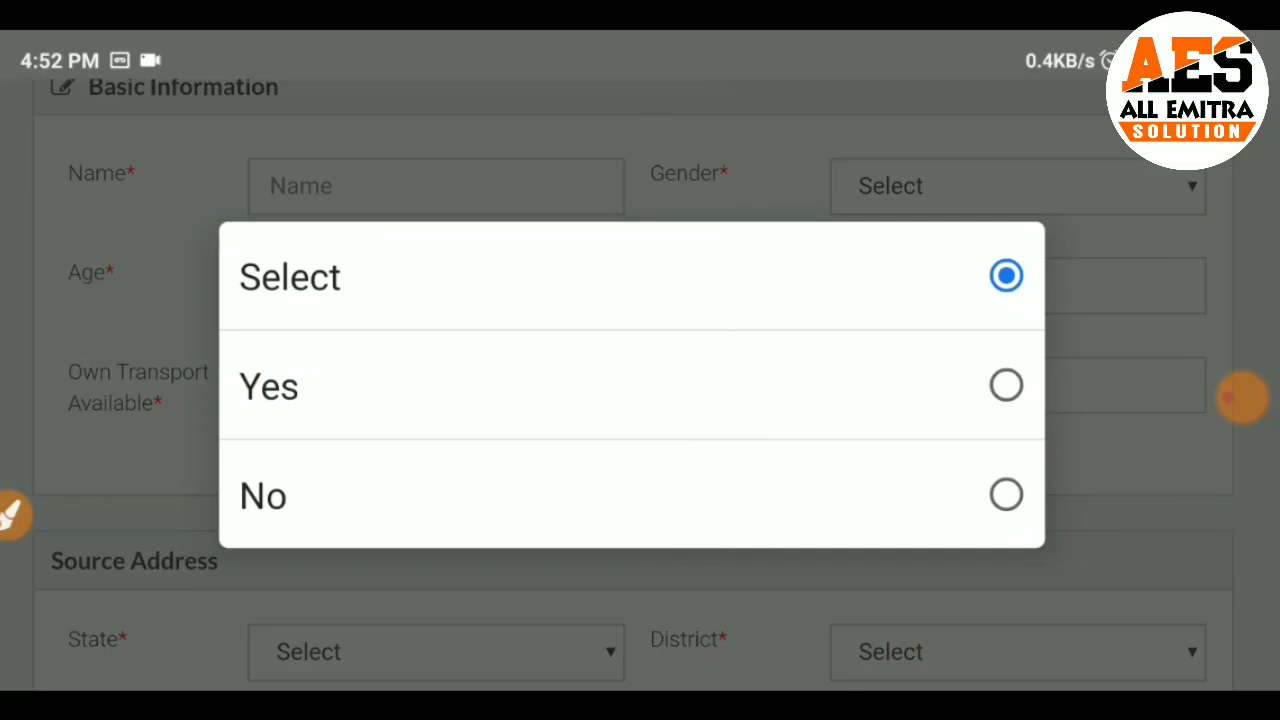 4:52 PM
0.4KB/s
AES
ALL EMITRA
SOLUTION
Basic Information
Name*
Name
Gender*
Select
Age*
Own Transport
Available*
Select
Yes
No
Source Address
State*
Select
District*
Select